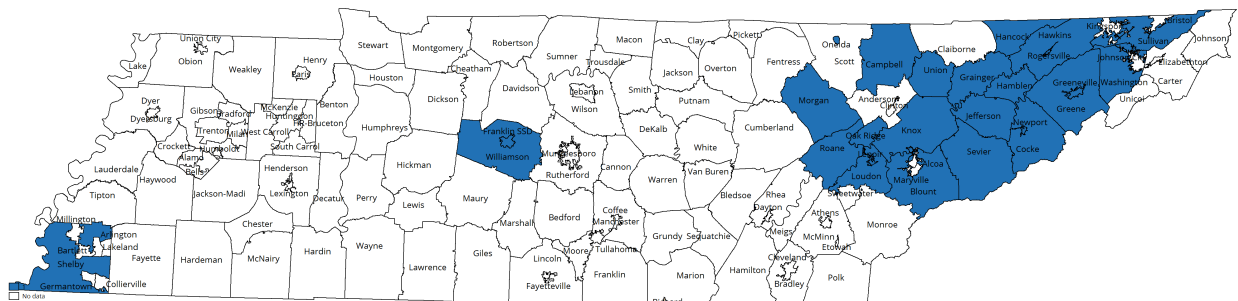 Union City
Obion
Lake
Weakley
Henry
Paris
Stewart
Montgomery
Robertson
Sumner
Macon
Trousdale
Clay
Pickett
Jackson
Overton
Fentress
Oneida
Scott
Claiborne
Campbell
Hancock
Hawkins
Rogersville
Kingsport
Bristol
Sullivan
Johnson
Elizabethton
Carter
Washington
Unicoi
Greeneville
Greene
Hamblen
Grainger
Union
Jefferson
Newport
Cocke
Sevier
Knox
Anderson
Clinton
Morgan
Oak Ridge
Roane
Loudon
Alcoa
Maryville
Blount
Cheatham
Houston
Dickson
Davidson
Lebanon
Wilson
Smith
Putnam
DeKalb
White
Cumberland
Van Buren
Warren
Cannon
Rutherford
Franklin SSD
Williamson
Humphreys
Benton
Hickman
Maury
Perry
Lewis
Decatur
Henderson
Lexington
Dyer
Dyersburg
Gibson
Bradford
McKenzie
Huntingdon
Trenton
Milan
West Carroll
South Carrol
Humboldt
Crockett
Alamo
Bells
Lauderdale
Haywood
Jackson-Madi
Tipton
Millington
Arlington
Bartlett
Lakeland
Shelby
Germantown
Collierville
Fayette
Hardeman
Chester
McNairy
Hardin
Wayne
Lawrence
Giles
Marshall
Bedford
Coffee
Manchester
Moore
Tullahoma
Lincoln
Fayetteville
Franklin
Grundy
Sequatchie
Marion
Bledsoe
Rhea
Dayton
Meigs
Hamilton
Cleveland
Bradley
Polk
McMinn
Athens
Etowah
Monroe
Sweetwater
No data